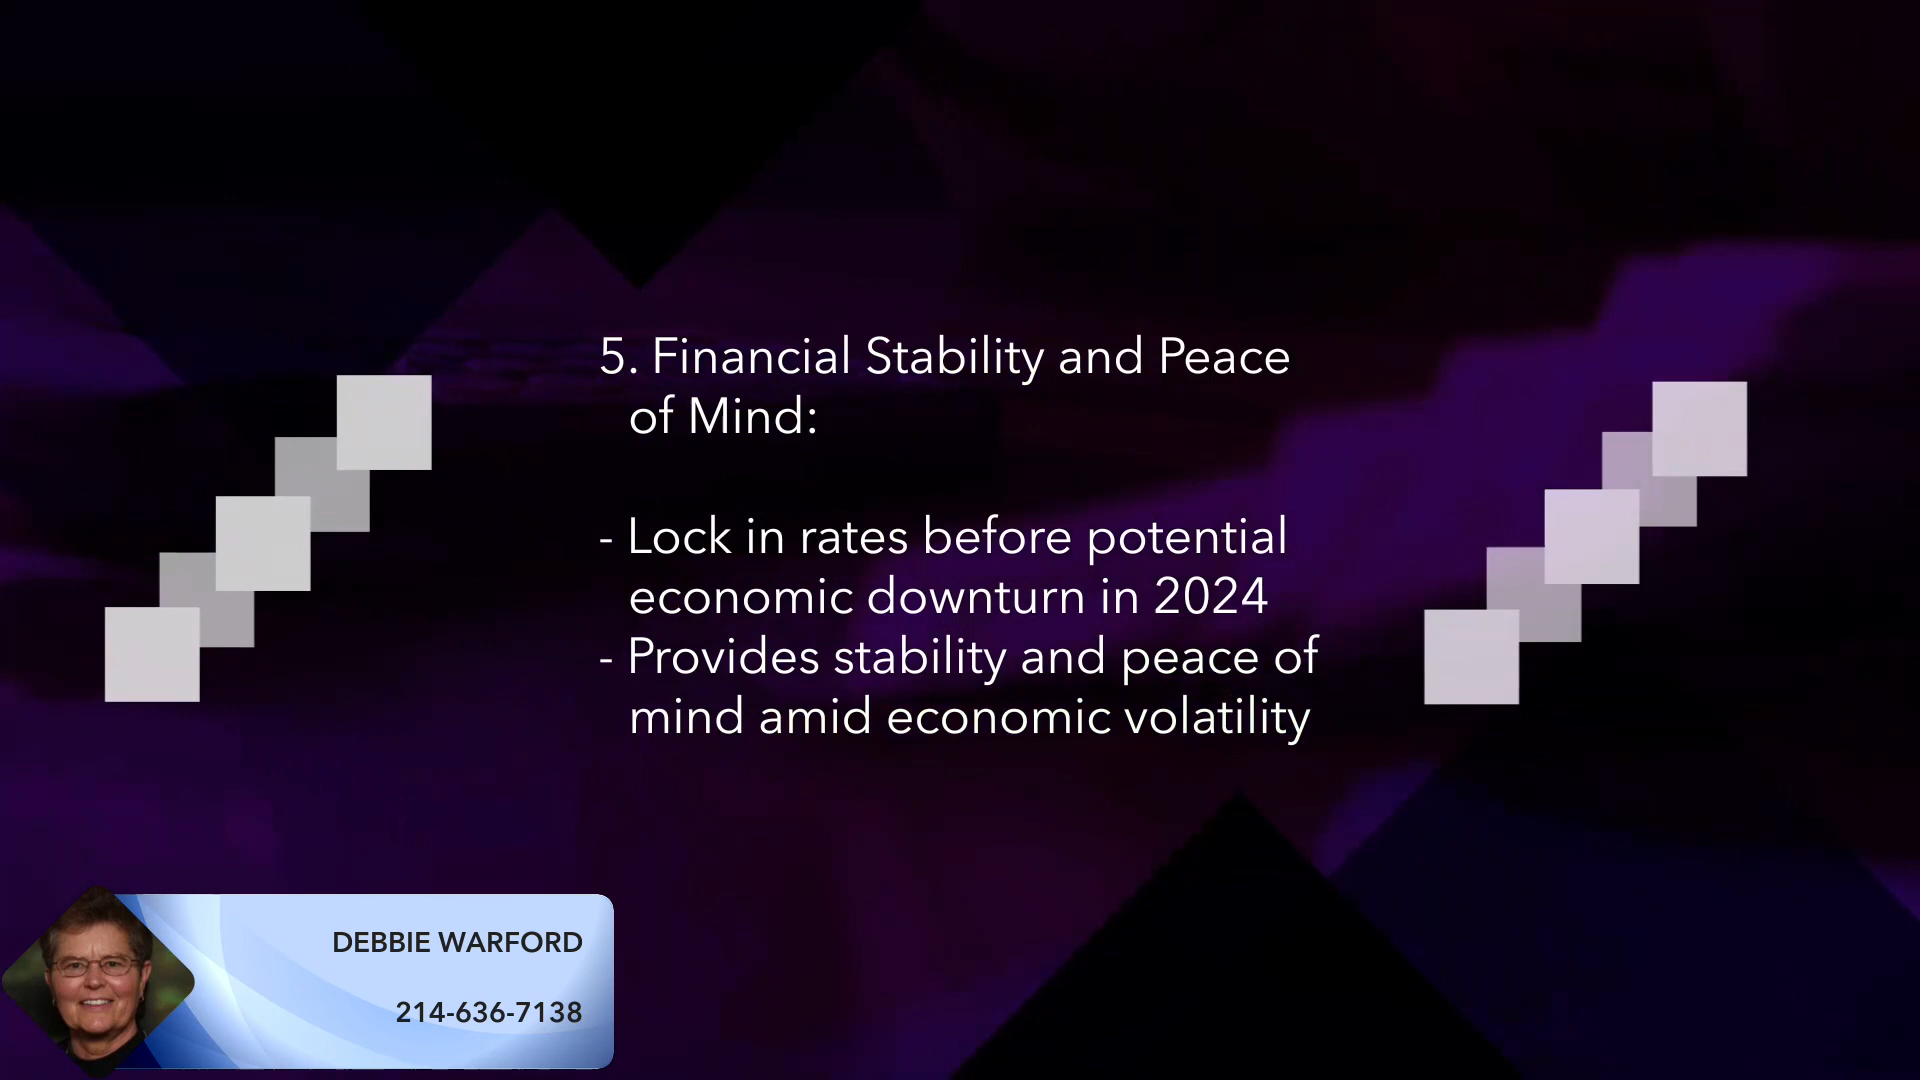 5. Financial Stability and Peace
of Mind:
- Lock in rates before potential
economic downturn in 2024
- Provides stability and peace of
mind amid economic volatility
DEBBIE WARFORD
214-636-7138